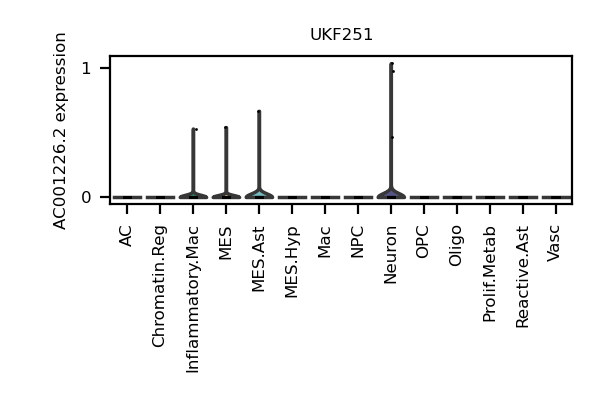 UKF251
AC001226.2 expression
1
0
AC
Chromatin.Reg
Inflammatory.Mac
MES
MES.Ast
MES.Hyp
Mac
NPC
Neuron
OPC
Oligo
Prolif.Metab
Reactive.Ast
Vasc